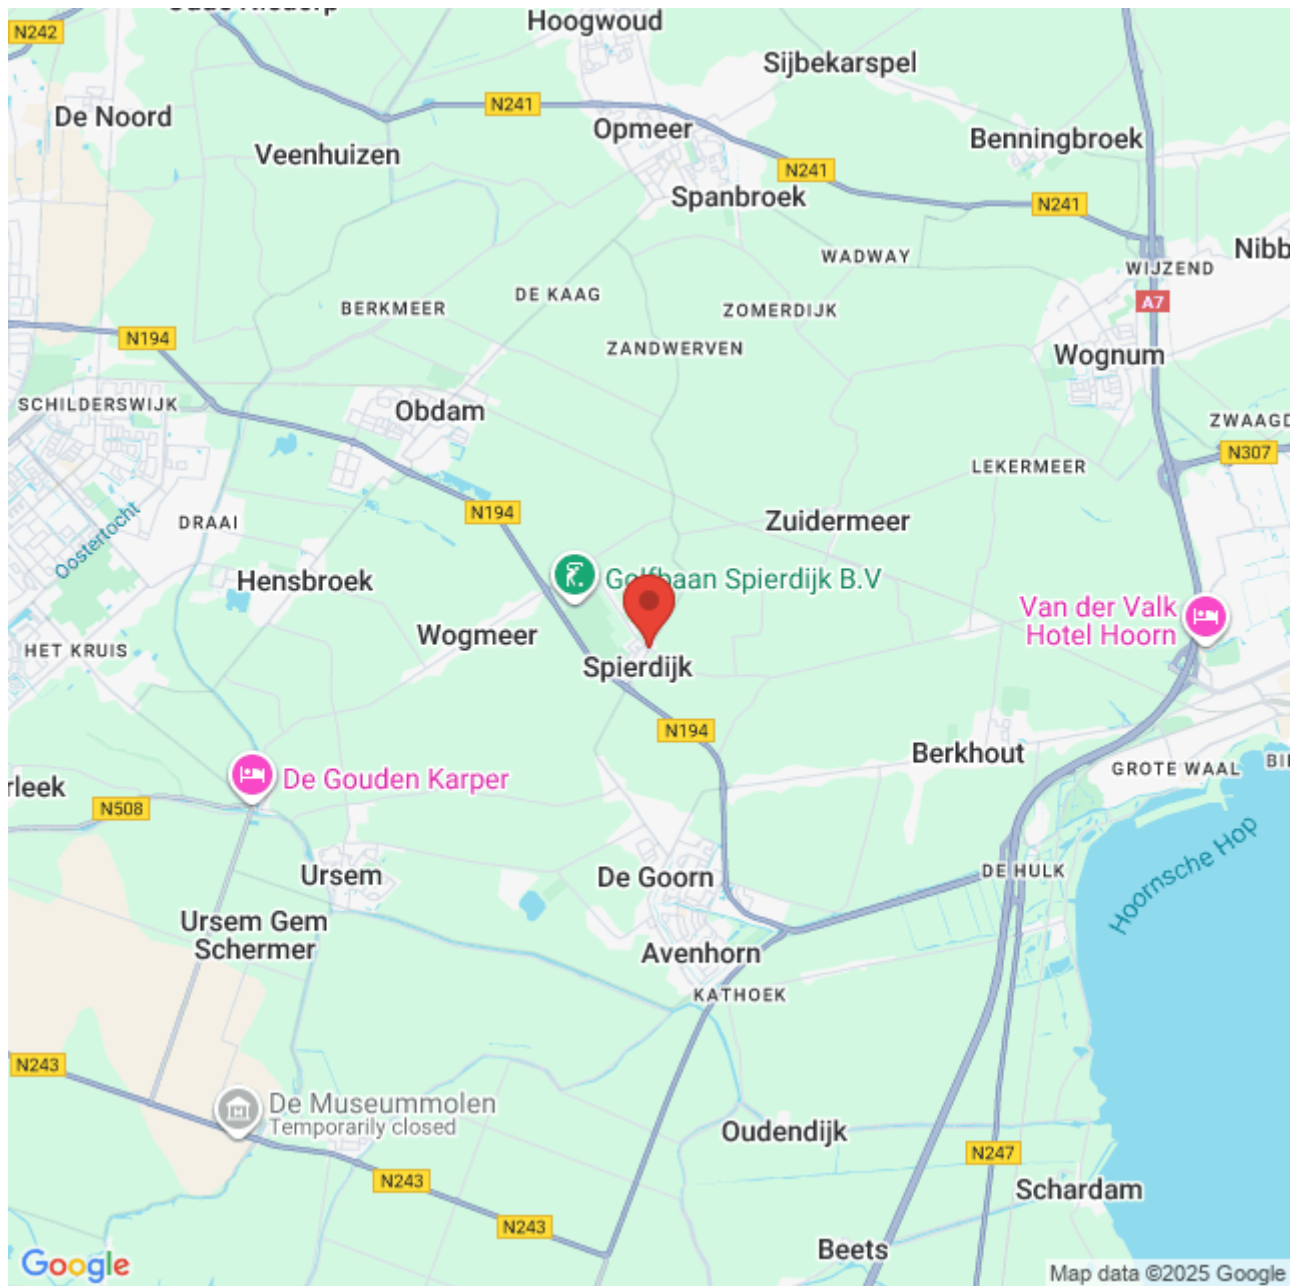 N242
Hoogwoud
Sijbekarspel
De Noord
N241
Opmeer
Benningbroek
Veenhuizen
N241
Spanbroek
N241
WADWAY
Nibb
WIJZEND
DE KAAG
BERKMEER
ZOMERDIJK
A7
N194
ZANDWERVEN
Wognum
SCHILDERSWIJK
Obdam
ZWAAGD
N307
LEKERMEER
N194
DRAAI
Zuidermeer
Oostertocht
Hensbroek
Golfbaan Spierdijk B.V
Van der Valk
Hotel Hoorn
Wogmeer
HET KRUIS
Spierdijk
N194
Berkhout
GROTE WAAL
BI
De Gouden Karper
rleek
N508
Hoornsche Hop
DE HULK
Ursem
De Goorn
Ursem Gem
Schermer
Avenhorn
KATHOEK
N243
De Museummolen
Temporarily closed
Oudendijk
N247
N243
Schardam
N243
Beets
Google
Map data ©2025 Google